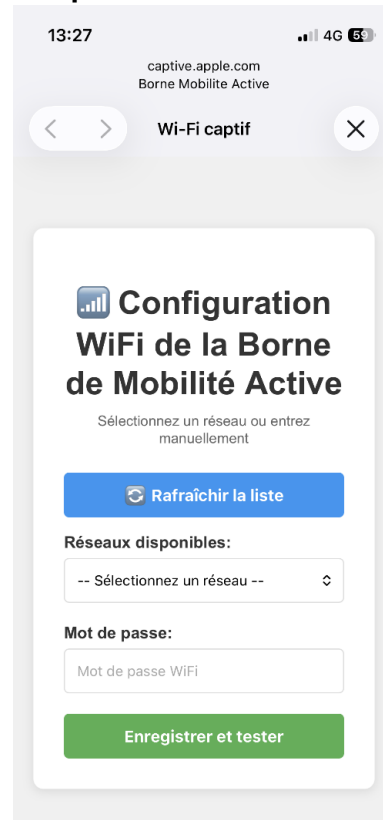 13:27
4G 59
captive.apple.com
Borne Mobilite Active
Wi-Fi captif
Configuration
WiFi de la Borne
de Mobilité Active
Sélectionnez un réseau ou entrez
manuellement
Rafraîchir la liste
Réseaux disponibles:
-- Sélectionnez un réseau --
Mot de passe:
Mot de passe WiFi
Enregistrer et tester